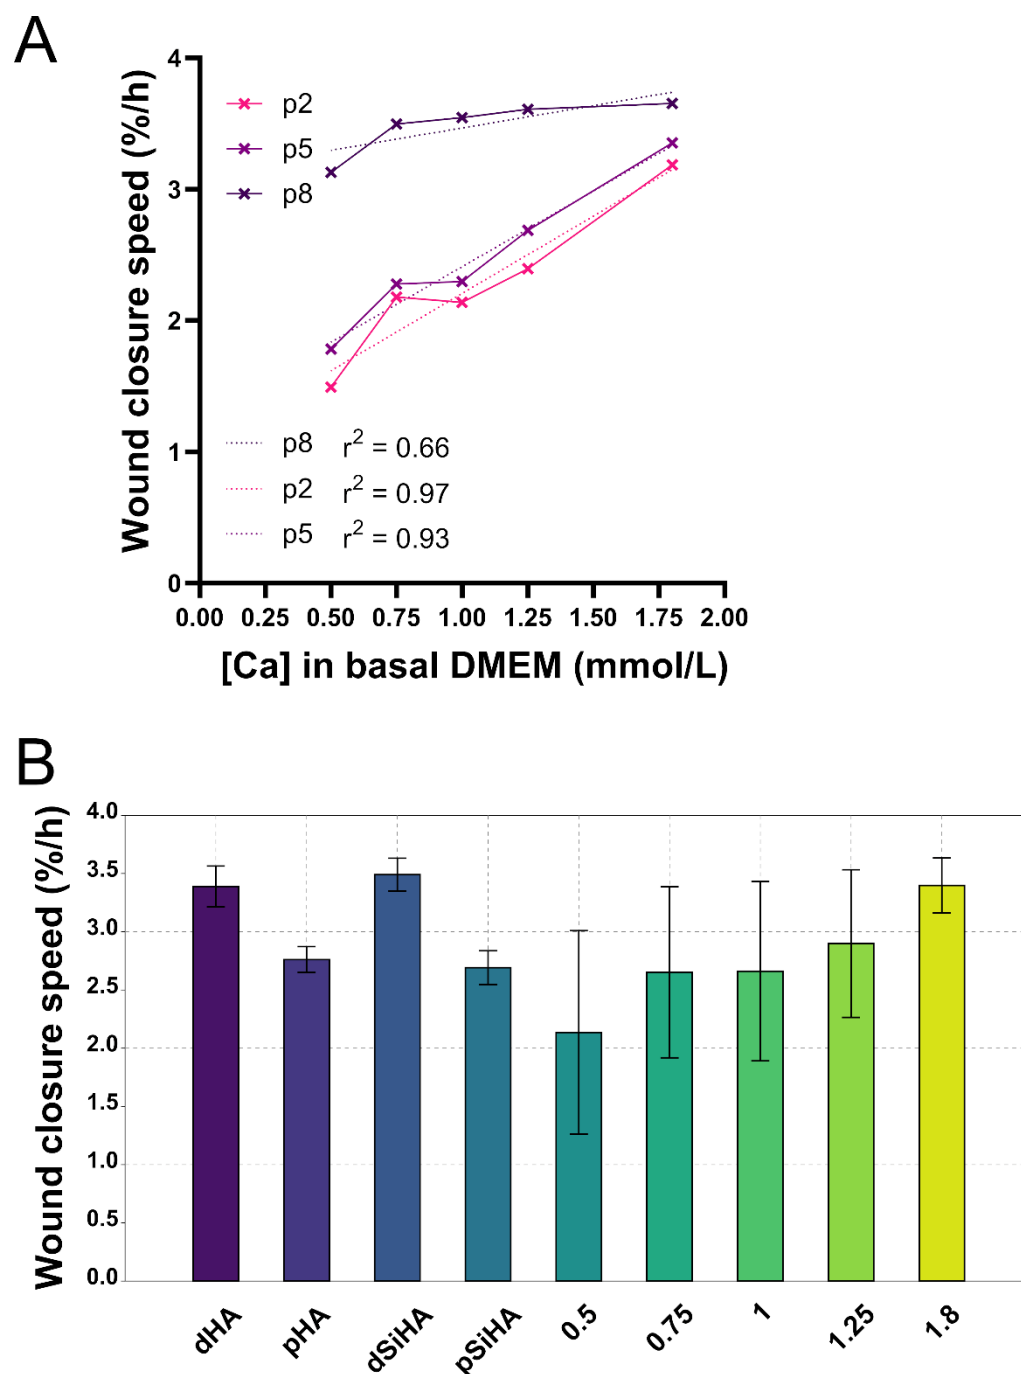 A
Wound closure speed (%/h)
4
3
2
1
0
p2
p5
p8
p8 r² = 0.66
p2 r² = 0.97
p5 r² = 0.93
0.00 0.25 0.50 0.75 1.00 1.25 1.50 1.75 2.00
[Ca] in basal DMEM (mmol/L)
B
Wound closure speed (%/h)
4.0
3.5
3.0
2.5
2.0
1.5
1.0
0.5
0.0
dHA pHA dSiHA pSiHA 0.5 0.75 1 1.25 1.8